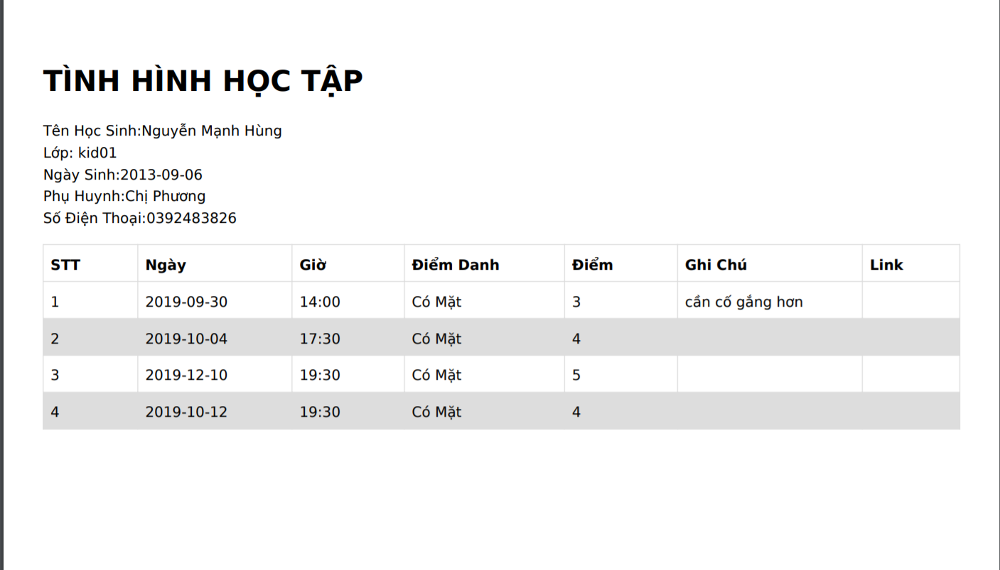 TÌNH HÌNH HỌC TẬP
Tên Học Sinh:Nguyễn Mạnh Hùng
Lớp: kid01
Ngày Sinh:2013-09-06
Phụ Huynh:Chị Phương
Số Điện Thoại:0392483826
STT Ngày Giờ Điểm Danh Điểm Ghi Chú Link
1 2019-09-30 14:00 Có Mặt 3 cần cố gắng hơn
2 2019-10-04 17:30 Có Mặt 4
3 2019-12-10 19:30 Có Mặt 5
4 2019-10-12 19:30 Có Mặt 4